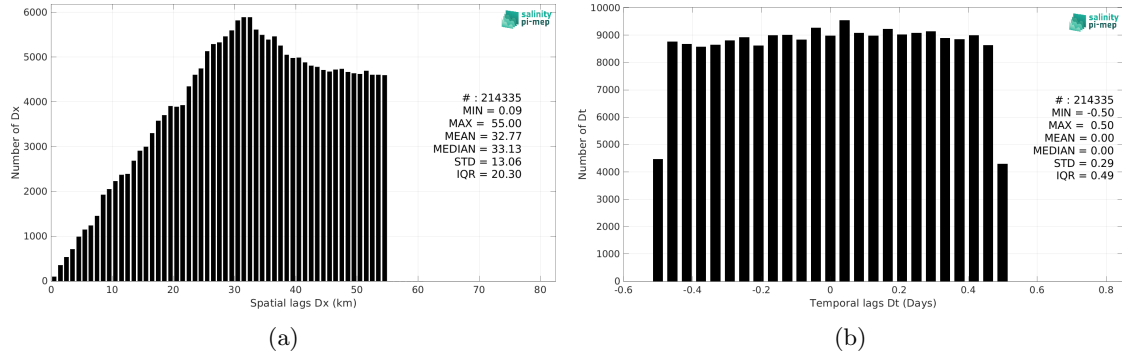 6000
5000
4000
3000
2000
1000
0
Number of Dx
0 10 20 30 40 50 60 70 80
Spatial lags Dx (km)
salinity
pi-mep
# : 214335
MIN = 0.09
MAX = 55.00
MEAN = 32.77
MEDIAN = 33.13
STD = 13.06
IQR = 20.30
(a)
10000
9000
8000
7000
6000
5000
4000
3000
2000
1000
0
Number of Dt
-0.6 -0.4 -0.2 0 0.2 0.4 0.6 0.8
Temporal lags Dt (Days)
salinity
pi-mep
# : 214335
MIN = -0.50
MAX = 0.50
MEAN = 0.00
MEDIAN = 0.00
STD = 0.29
IQR = 0.49
(b)